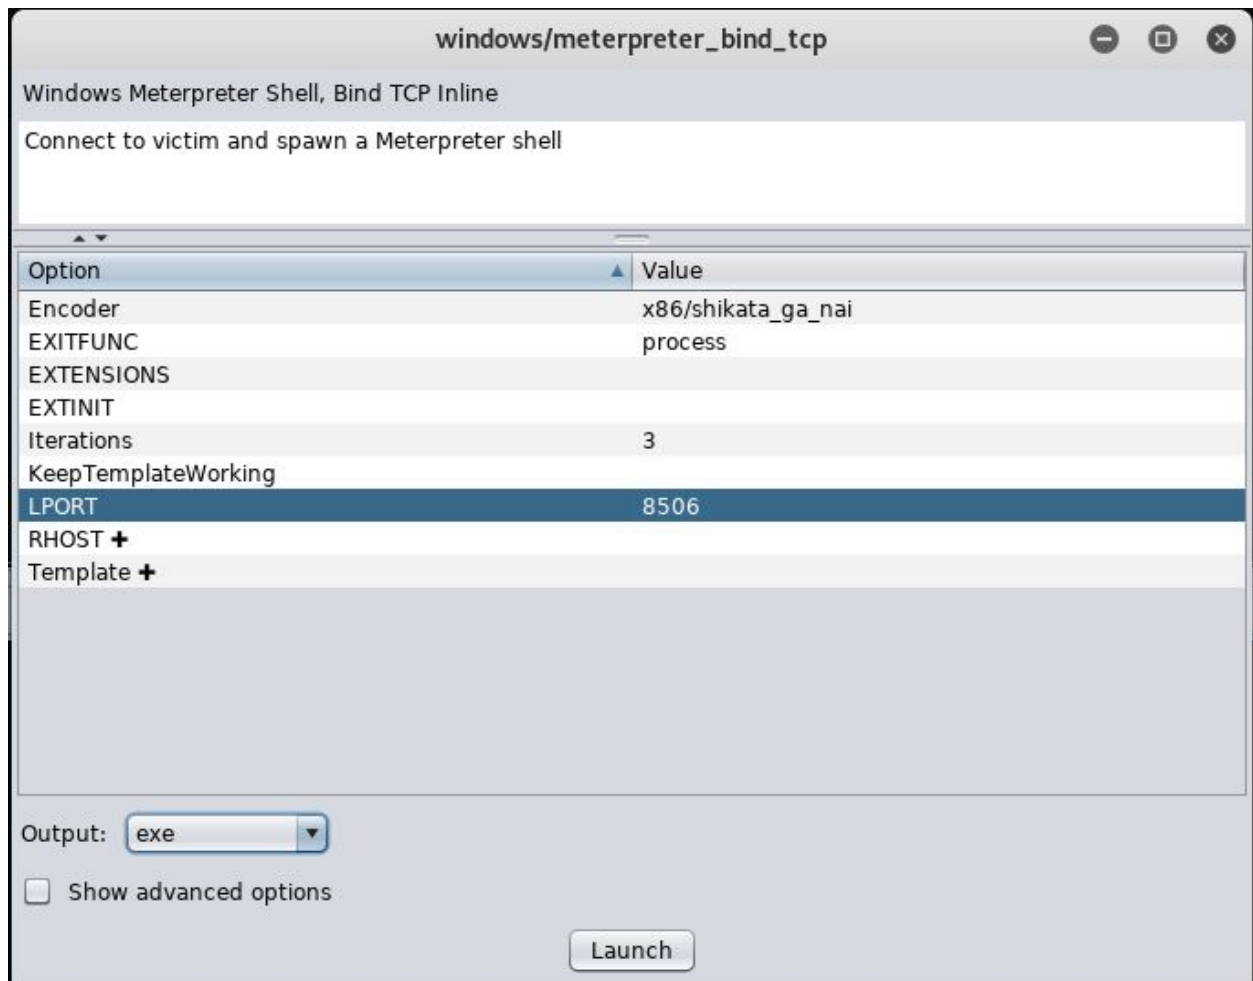 windows/meterpreter_bind_tcp
Windows Meterpreter Shell, Bind TCP Inline
Connect to victim and spawn a Meterpreter shell
Option Value
Encoder x86/shikata_ga_nai
EXITFUNC process
EXTENSIONS
EXTINIT
Iterations 3
KeepTemplateWorking
LPORT 8506
RHOST ✚
Template ✚
Output: exe
Show advanced options
Launch